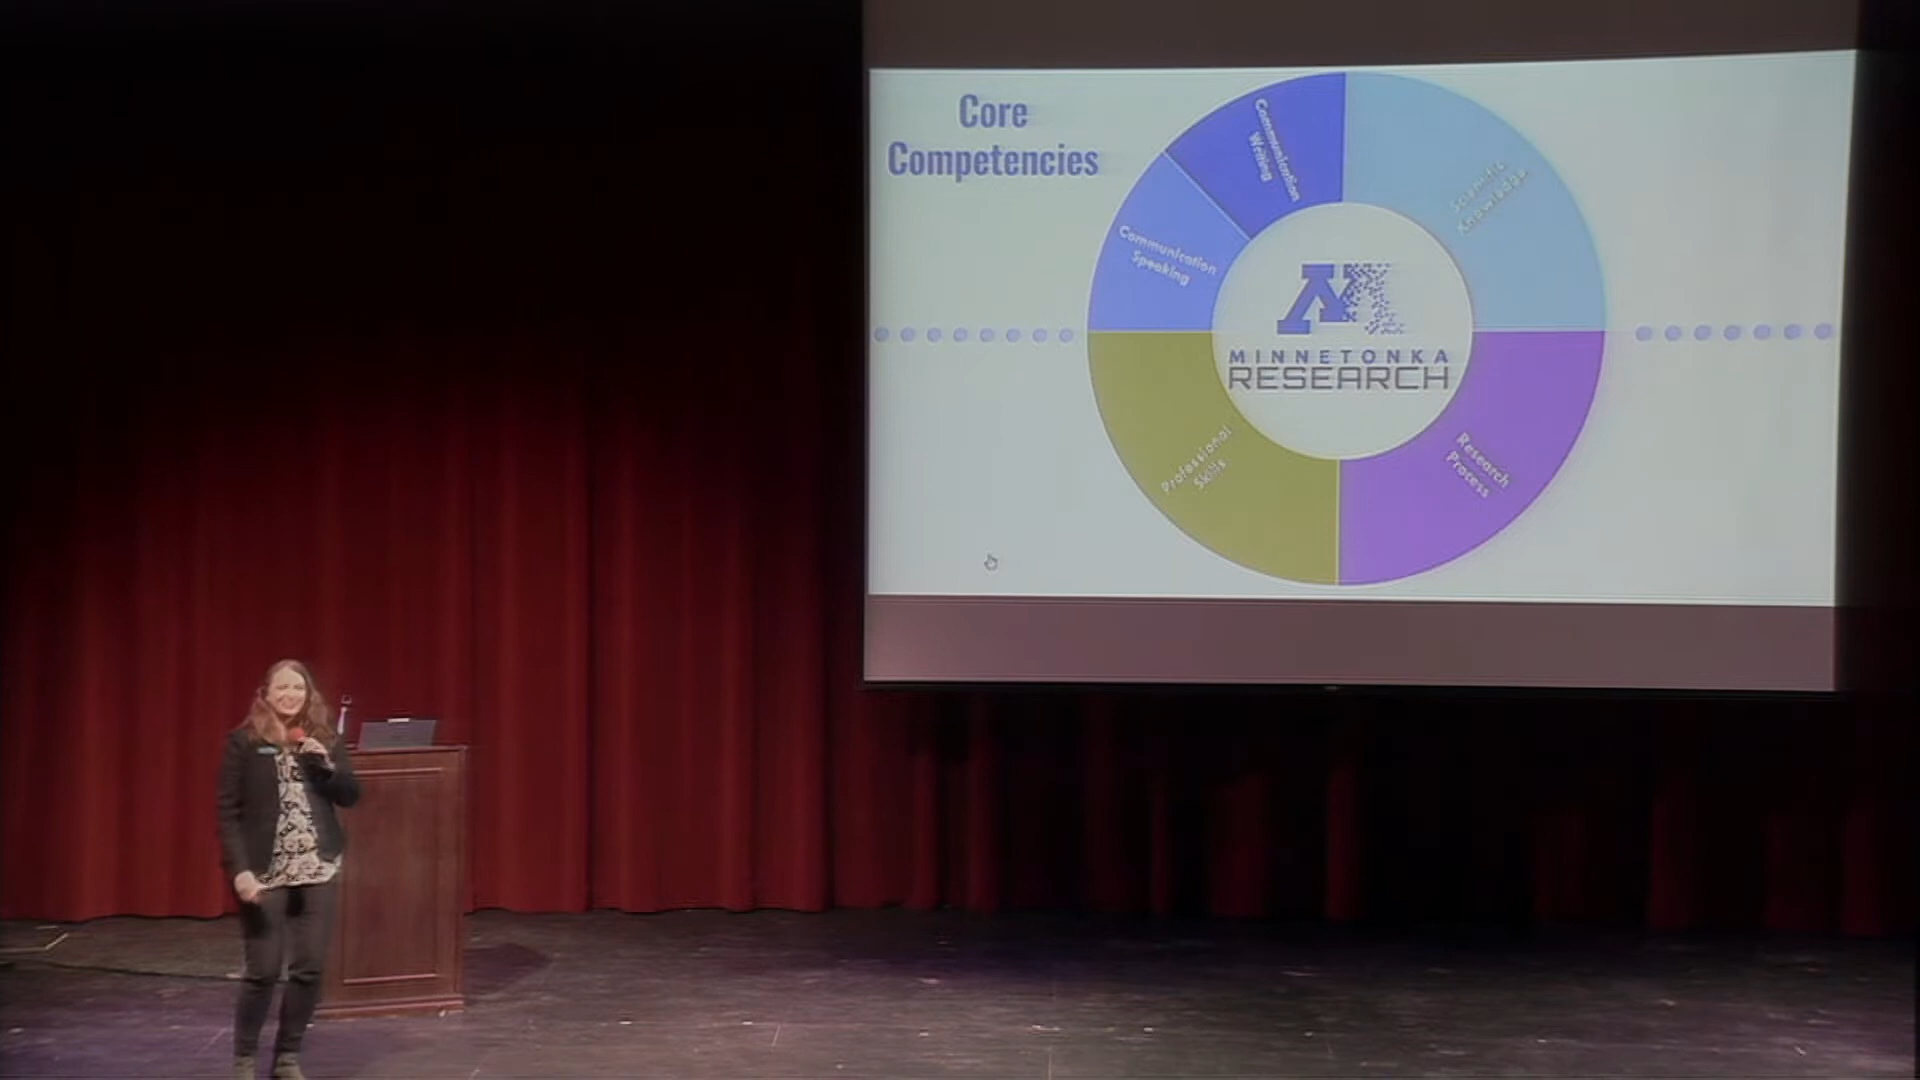 Core
Competencies
Communication
Writing
Scientific
Knowledge
Communication
Speaking
MINNETONKA
RESEARCH
Professional
Skills
Research
Process